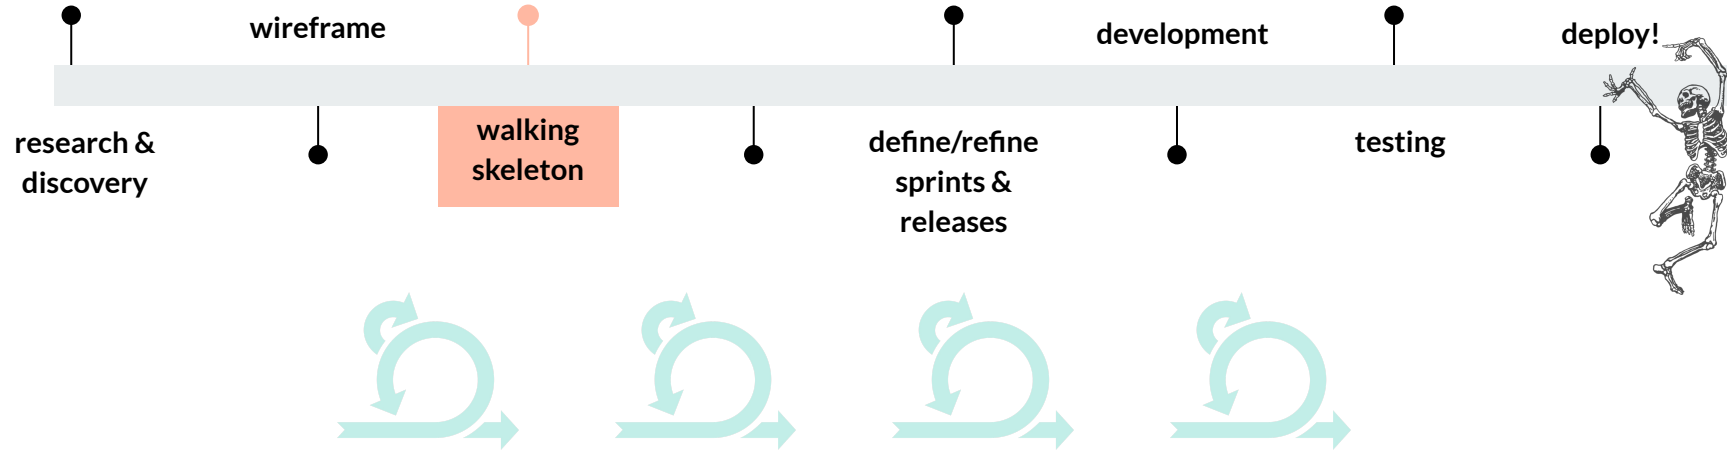 research &
discovery
wireframe
walking
skeleton
define/refine
sprints &
releases
development
testing
deploy!